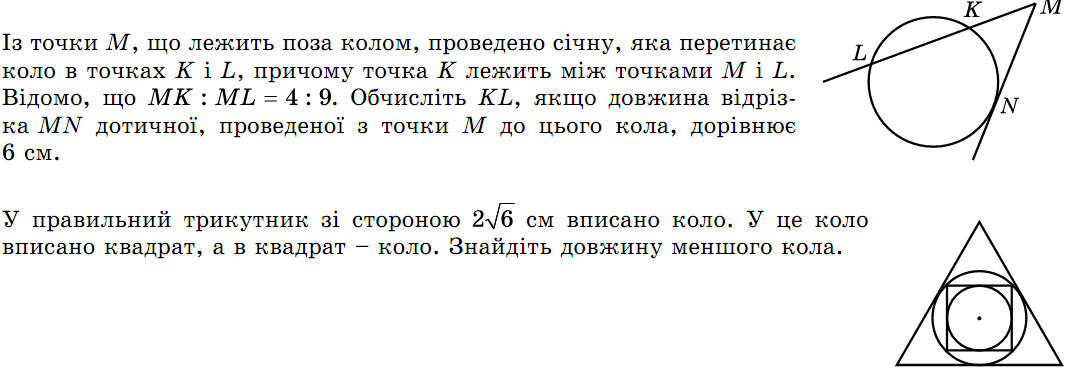 Із точки M, що лежить поза колом, проведено січну, яка перетинає
коло в точках K і L, причому точка K лежить між точками M і L.
Відомо, що MK : ML = 4 : 9. Обчисліть KL, якщо довжина відріз-
ка MN дотичної, проведеної з точки M до цього кола, дорівнює
6 см.
K
M
L
N
У правильний трикутник зі стороною 2√6 см вписано коло. У це коло
вписано квадрат, а в квадрат – коло. Знайдіть довжину меншого кола.